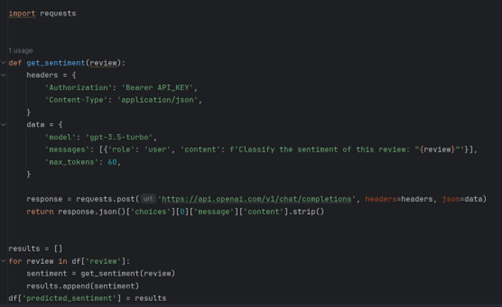 import requests
1 usage
def get_sentiment(review):
    headers = {
        'Authorization': 'Bearer API_KEY',
        'Content-Type': 'application/json',
    }
    data = {
        'model': 'gpt-3.5-turbo',
        'messages': [{'role': 'user', 'content': f'Classify the sentiment of this review: "{review}"'}],
        'max_tokens': 60,
    }
    response = requests.post( url: 'https://api.openai.com/v1/chat/completions', headers=headers, json=data)
    return response.json()['choices'][0]['message']['content'].strip()
results = []
for review in df['review']:
    sentiment = get_sentiment(review)
    results.append(sentiment)
df['predicted_sentiment'] = results